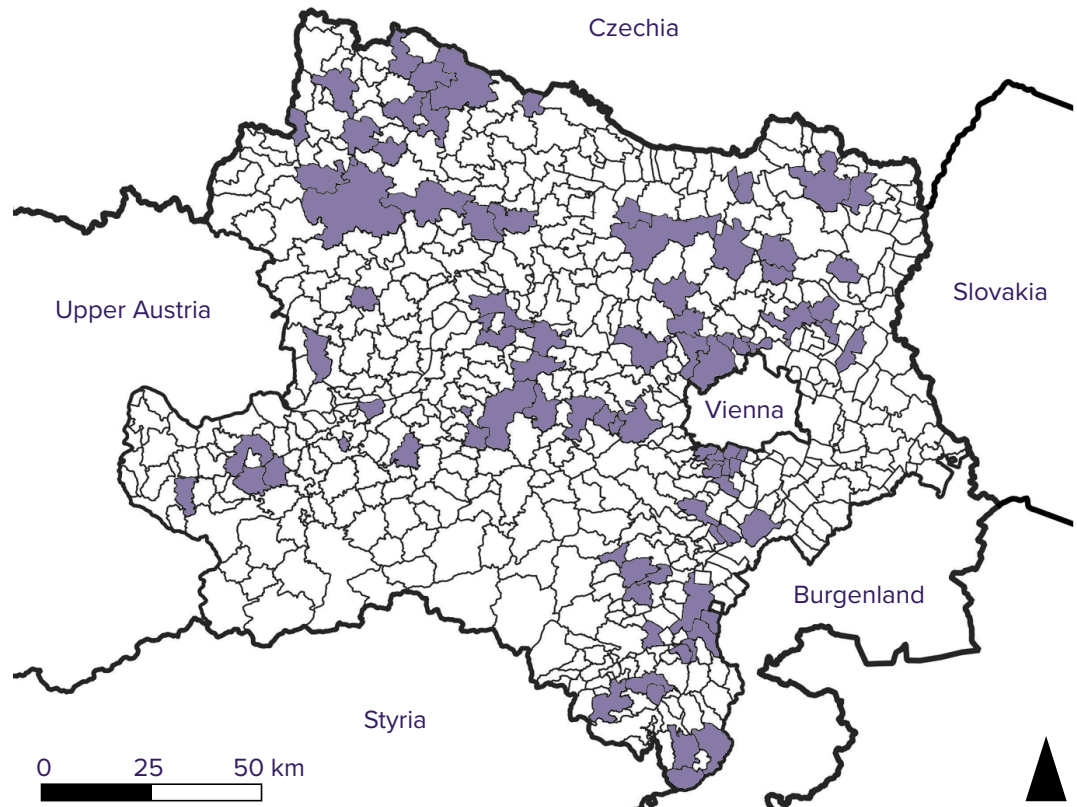 Czechia
Slovakia
Upper Austria
Vienna
Burgenland
Styria
0 25 50 km